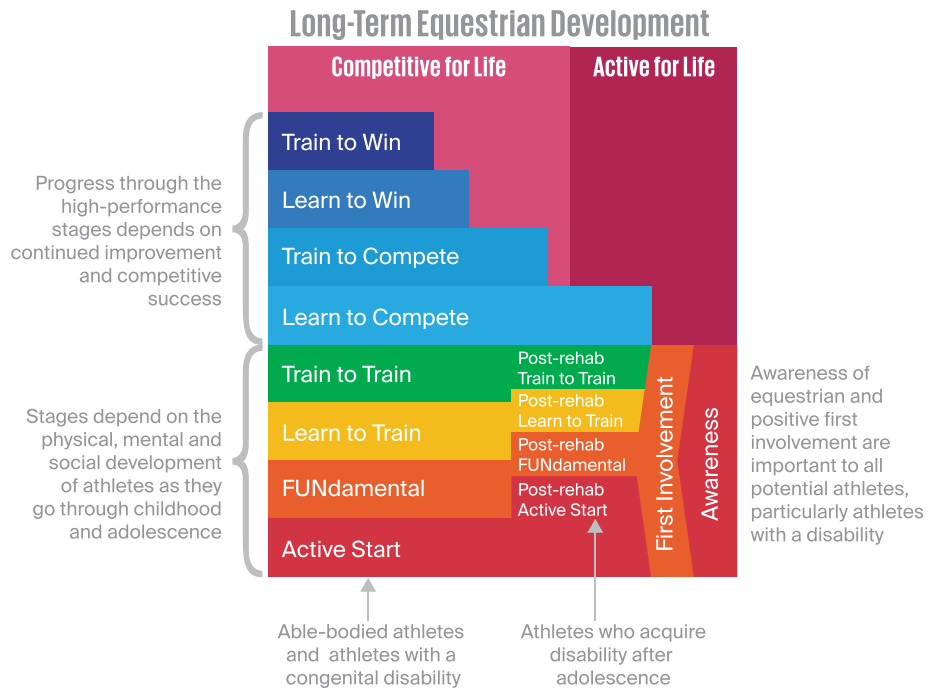 Long-Term Equestrian Development
Competitive for Life
Active for Life
Train to Win
Learn to Win
Train to Compete
Learn to Compete
Progress through the
high-performance
stages depends on
continued improvement
and competitive
success
Train to Train
Learn to Train
FUNdamental
Active Start
Post-rehab
Train to Train
Post-rehab
Learn to Train
Post-rehab
FUNdamental
Post-rehab
Active Start
First Involvement
Awareness
Stages depend on the
physical, mental and
social development
of athletes as they
go through childhood
and adolescence
Awareness of
equestrian and
positive first
involvement are
important to all
potential athletes,
particularly athletes
with a disability
Able-bodied athletes
and  athletes with a
congenital disability
Athletes who acquire
disability after
adolescence